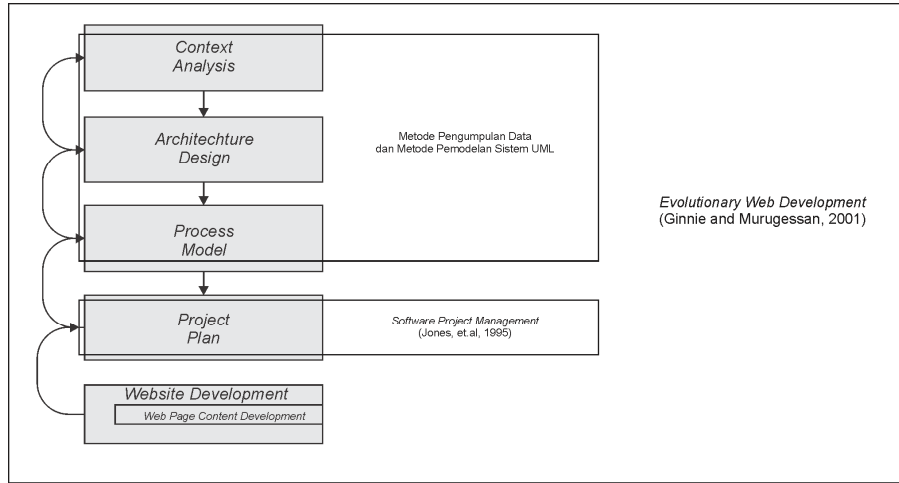 Context
Analysis
Architechture
Design
Metode Pengumpulan Data
dan Metode Pemodelan Sistem UML
Process
Model
Evolutionary Web Development
(Ginnie and Murugessan, 2001)
Project
Plan
Software Project Management
(Jones, et.al, 1995)
Website Development
Web Page Content Development